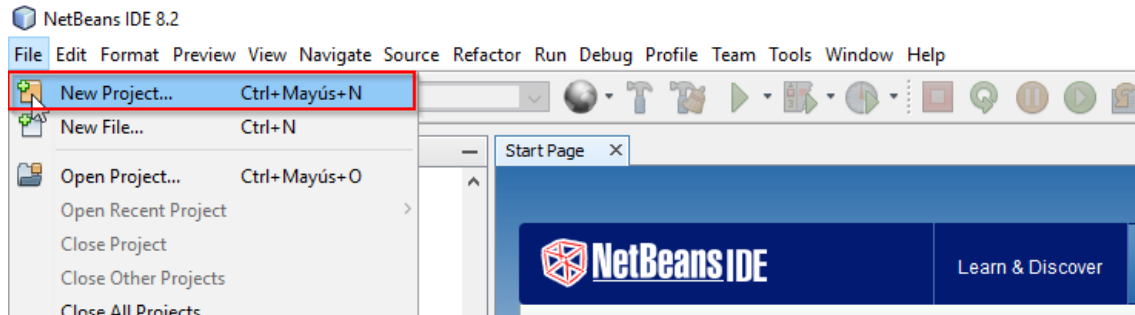 NetBeans IDE 8.2
File Edit Format Preview View Navigate Source Refactor Run Debug Profile Team Tools Window Help
New Project... Ctrl+Mayús+N
New File... Ctrl+N
Start Page
Open Project... Ctrl+Mayús+O
Open Recent Project
Close Project
Close Other Projects
NetBeans IDE
Learn & Discover
Close All Projects